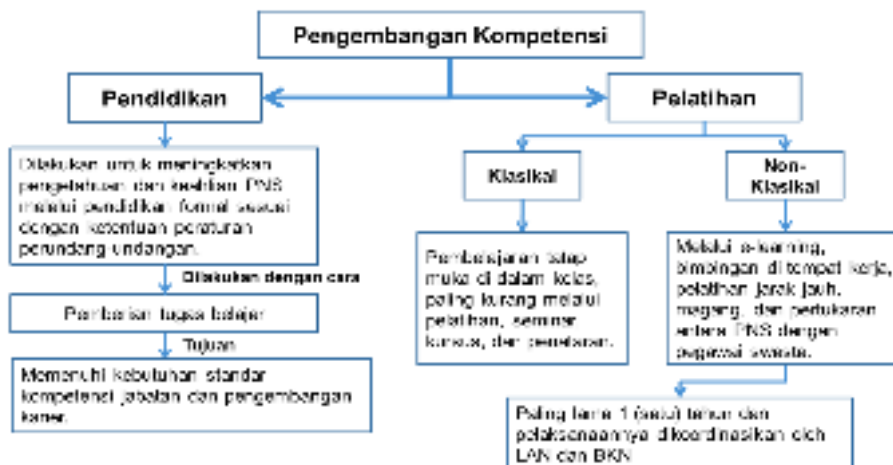 Pengembangan Kompetensi
Pendidikan
Pelatihan
Dilakukan untuk meningkatkan
pengetahuan dan keahlian PNS
melalui pendidikan formal sesuai
dengan ketentuan peraturan
perundang-undangan.
Dilakukan dengan cara
Pemberian tugas belajar
Tujuan
Memenuhi kebutuhan standar
kompetensi jabatan dan pengembangan
karier.
Klasikal
Pembelajaran tatap
muka di dalam kelas,
paling kurang melalui
pelatihan, seminar
kursus, dan penataran.
Non-
Klasikal
Melalui e-learning,
bimbingan di tempat kerja,
pelatihan jarak jauh,
magang, dan pertukaran
antara PNS dengan
pegawai swasta.
Paling lama 1 (satu) tahun dan
pelaksanaannya dikoordinasikan oleh
LAN dan BKN